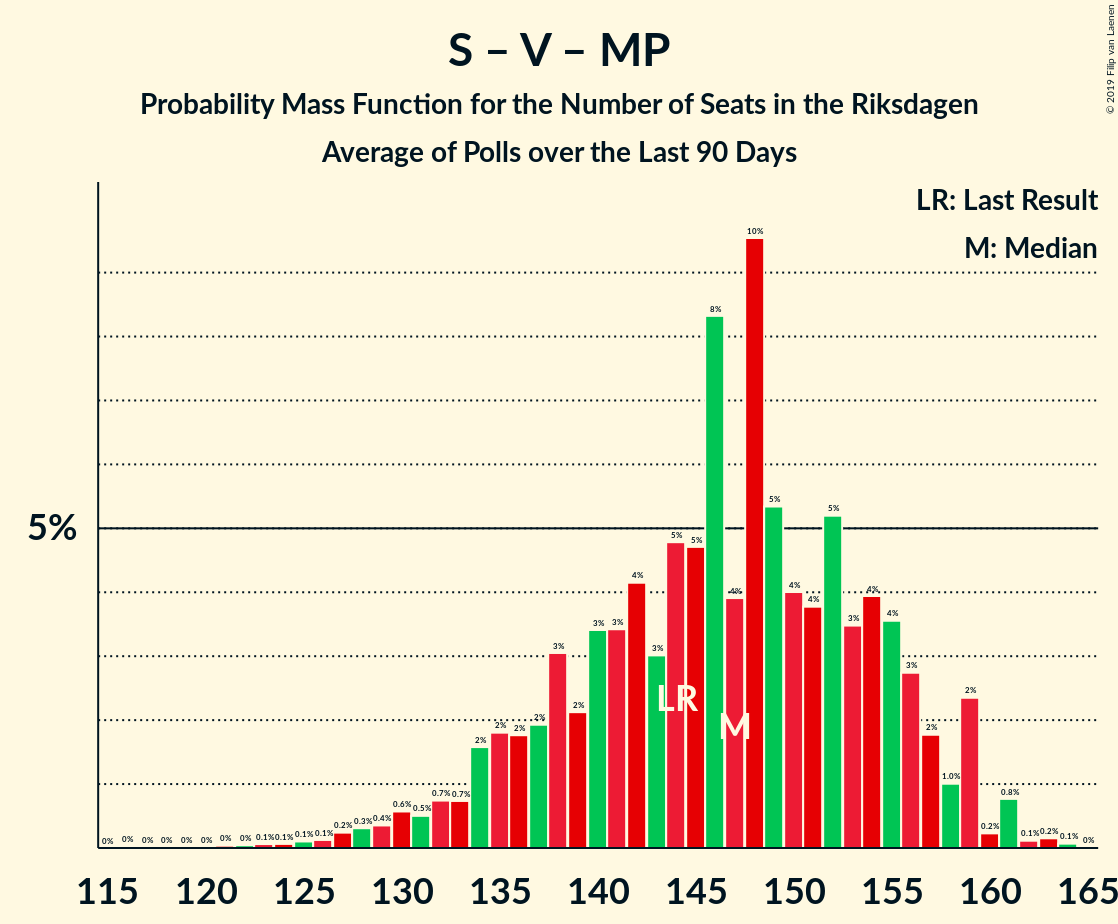 S – V – MP
Probability Mass Function for the Number of Seats in the Riksdagen
Average of Polls over the Last 90 Days
© 2019 Filip van Laenen
LR: Last Result
M: Median
5%
0% 0% 0% 0% 0% 0% 0% 0% 0.1% 0.1% 0.1% 0.1% 0.2% 0.3% 0.4% 0.6% 0.5% 0.7% 0.7% 2% 2% 2% 2% 3% 2% 3% 3% 4% 3% 5% 5% 8% 4% 10% 5% 4% 4% 5% 3% 4% 4% 3% 2% 1.0% 2% 0.2% 0.8% 0.1% 0.2% 0.1% 0%
LR
M
115 120 125 130 135 140 145 150 155 160 165